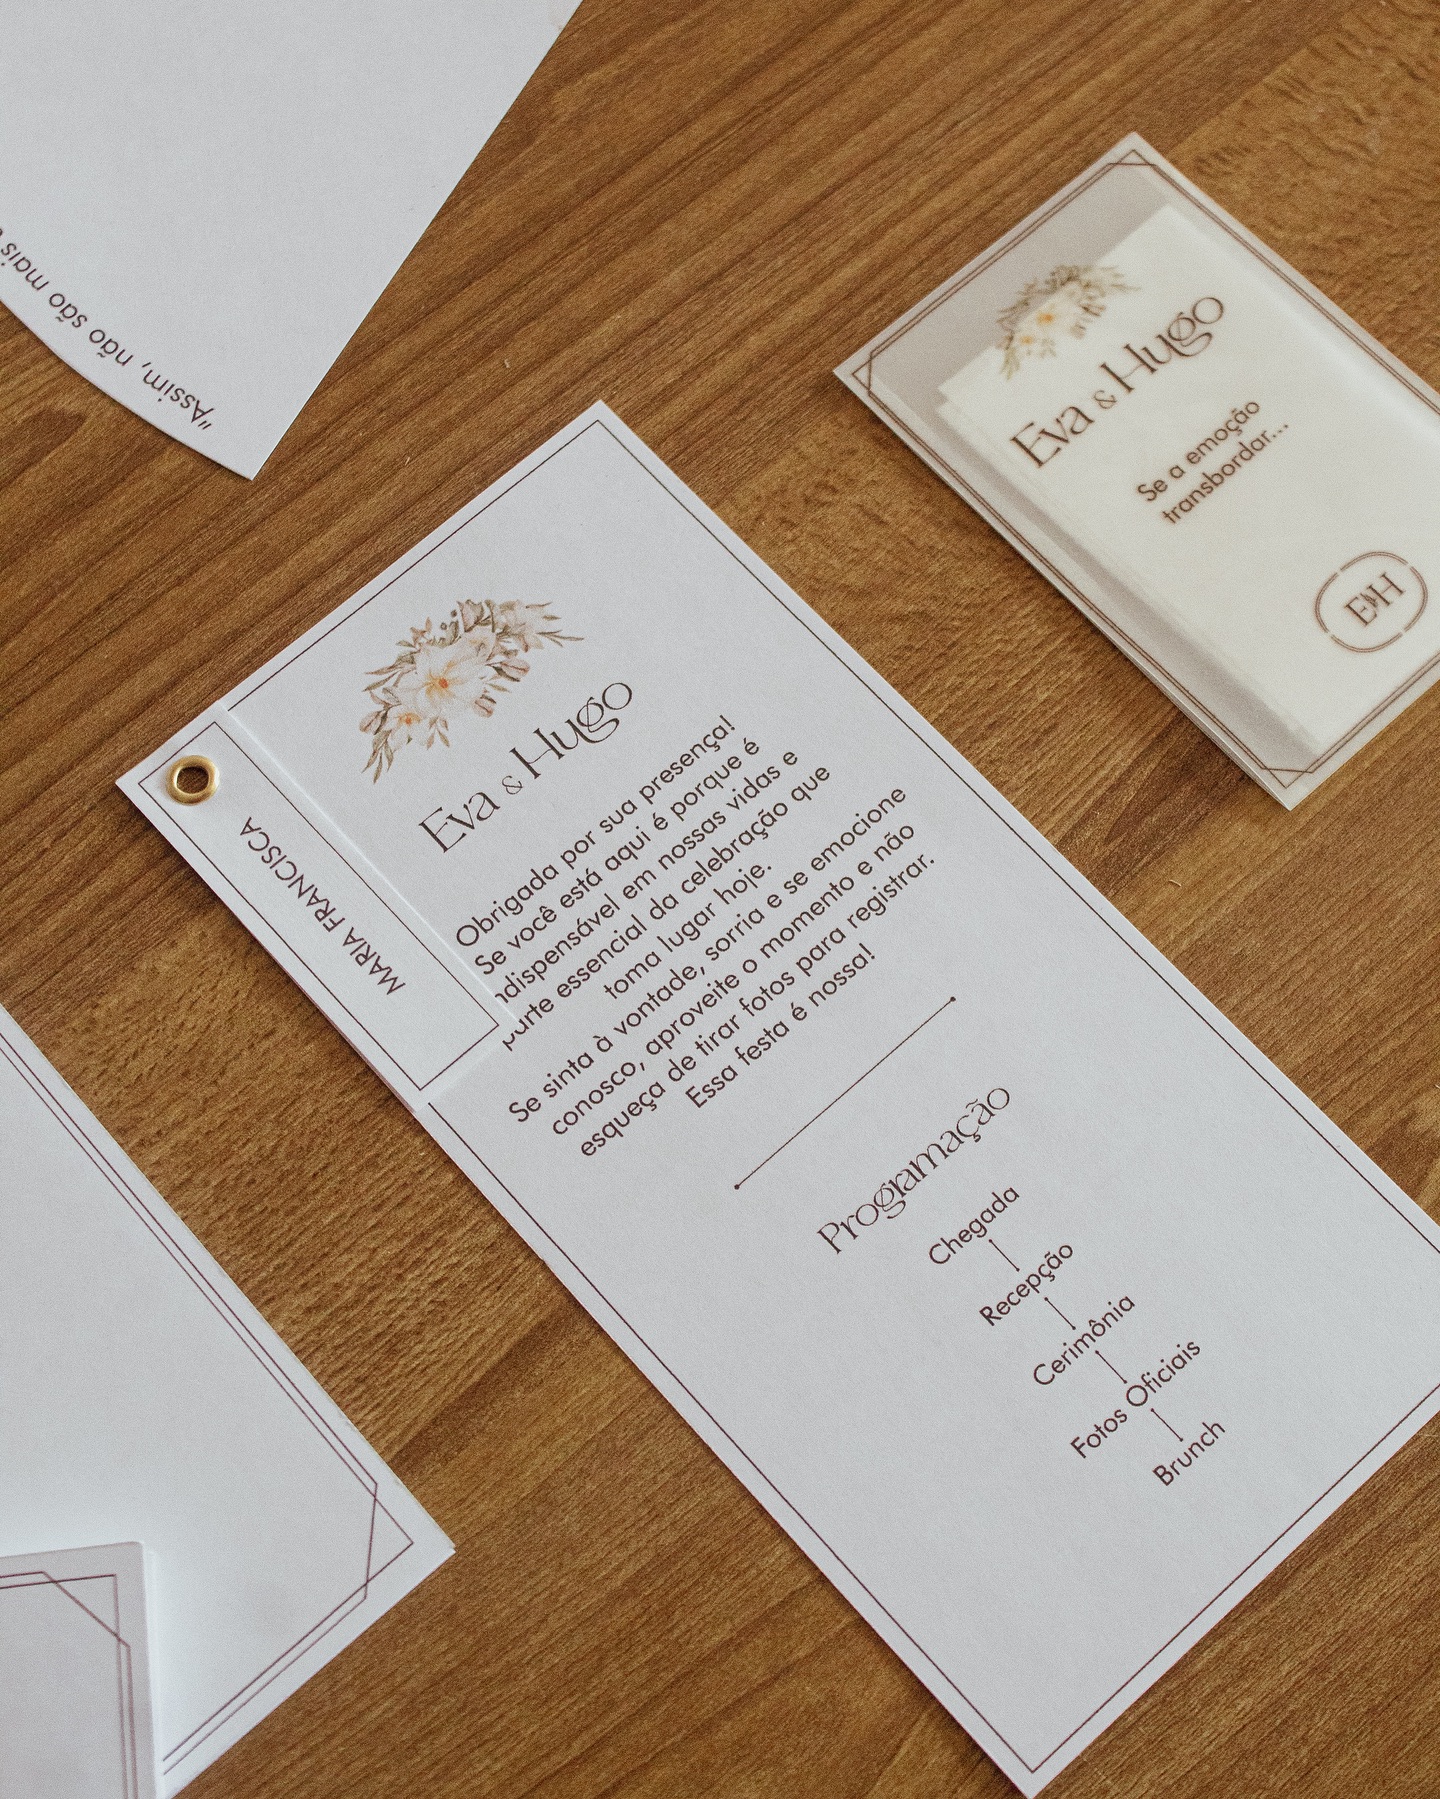 "Assim, não são mais
Eva & Hugo
Se a emoção
transbordar...
E&H
MARIA FRANCISCA
Eva & Hugo
Obrigada por sua presença!
Se você está aqui é porque é
indispensável em nossas vidas e
parte essencial da celebração que
toma lugar hoje.
Se sinta à vontade, sorria e se emocione
conosco, aproveite o momento e não
esqueça de tirar fotos para registrar.
Essa festa é nossa!
Programação
Chegada
Recepção
Cerimônia
Fotos Oficiais
Brunch